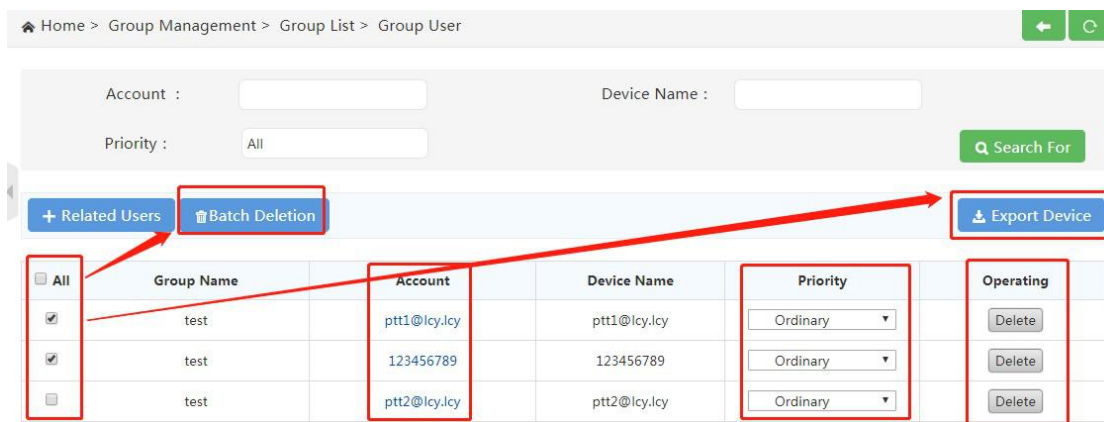 Home > Group Management > Group List > Group User
Account : Device Name :
Priority : All
Search For
+ Related Users Batch Deletion Export Device
All Group Name Account Device Name Priority Operating
test ptt1@lcy.lcy ptt1@lcy.lcy Ordinary Delete
test 123456789 123456789 Ordinary Delete
test ptt2@lcy.lcy ptt2@lcy.lcy Ordinary Delete